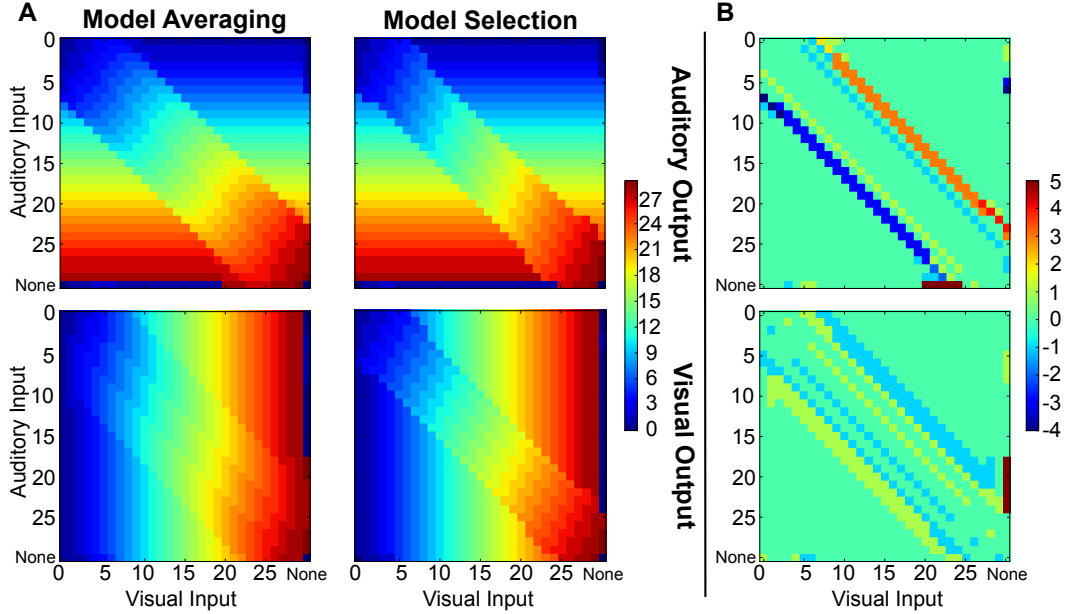 A
Model Averaging
Model Selection
B
Auditory Input
0
5
10
15
20
25
None
Auditory Output
27
24
21
18
15
12
9
6
3
0
0
5
10
15
20
25
None
5
4
3
2
1
0
-1
-2
-3
-4
Auditory Input
0
5
10
15
20
25
None
Visual Output
0
5
10
15
20
25
None
0 5 10 15 20 25 None
0 5 10 15 20 25 None
0 5 10 15 20 25 None
Visual Input
Visual Input
Visual Input